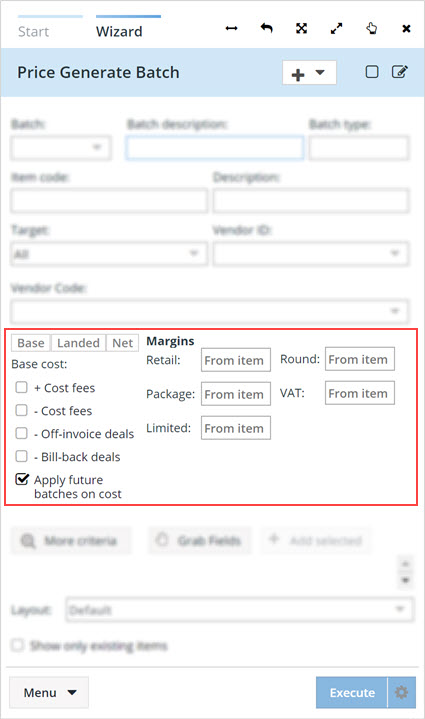 Start Wizard
Price Generate Batch
Batch: Batch description: Batch type:
Item code: Description:
Target: Vendor ID:
All
Vendor Code:
Base Landed Net Margins
Base cost: Retail: From item Round: From item
+ Cost fees
Package: From item VAT: From item
- Cost fees
- Off-invoice deals Limited: From item
- Bill-back deals
Apply future
batches on cost
More criteria Grab Fields Add selected
Layout: Default
Show only existing items
Menu Execute